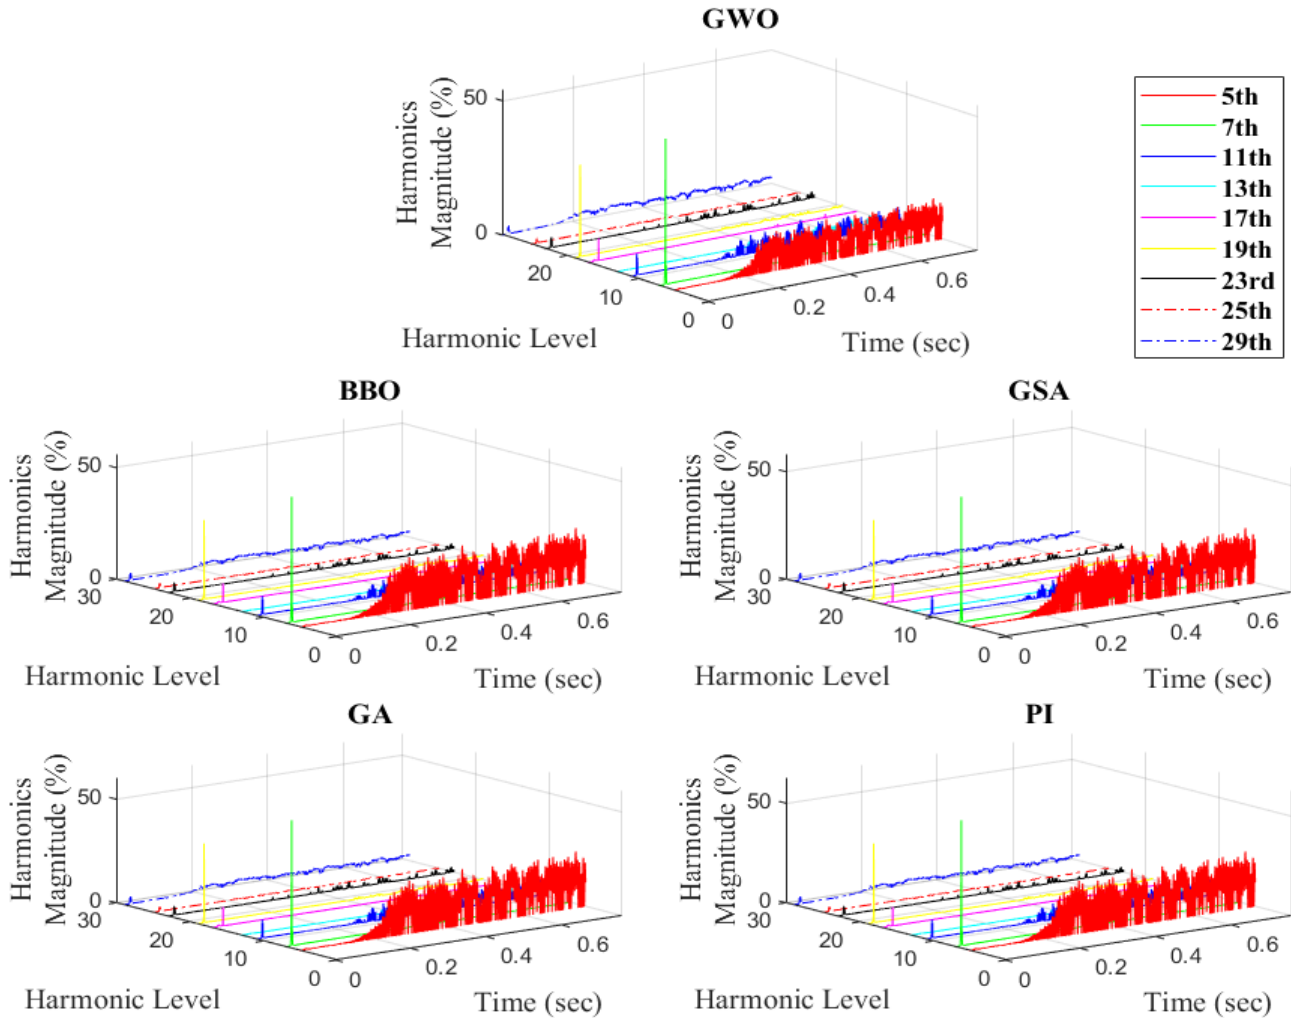 GWO
Harmonics
Magnitude (%)
50
0
20
10
0
0
0.2
0.4
0.6
Harmonic Level
Time (sec)
5th
7th
11th
13th
17th
19th
23rd
25th
29th
BBO
Harmonics
Magnitude (%)
50
0
30
20
10
0
0
0.2
0.4
0.6
Harmonic Level
Time (sec)
GSA
Harmonics
Magnitude (%)
50
0
30
20
10
0
0
0.2
0.4
0.6
Harmonic Level
Time (sec)
GA
Harmonics
Magnitude (%)
50
0
30
20
10
0
0
0.2
0.4
0.6
Harmonic Level
Time (sec)
PI
Harmonics
Magnitude (%)
50
0
30
20
10
0
0
0.2
0.4
0.6
Harmonic Level
Time (sec)